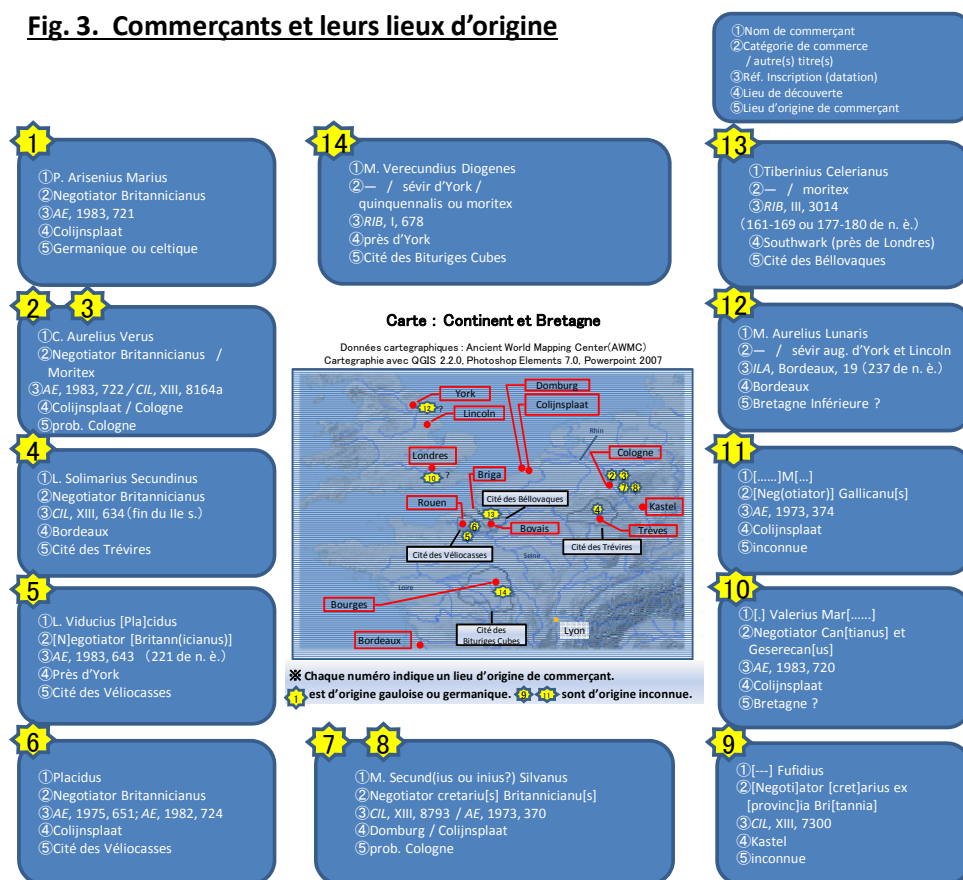 Fig. 3. Commerçants et leurs lieux d'origine
①Nom de commerçant
②Catégorie de commerce
/ autre(s) titre(s)
③Réf. Inscription (datation)
④Lieu de découverte
⑤Lieu d'origine de commerçant
1
①P. Arisenius Marius
②Negotiator Britannicianus
③AE, 1983, 721
④Colijnsplaat
⑤Germanique ou celtique
14
①M. Verecundius Diogenes
②— / sévir d'York /
quinquennalis ou moritex
③RIB, I, 678
④près d'York
⑤Cité des Bituriges Cubes
13
①Tiberinius Celerianus
②— / moritex
③RIB, III, 3014
(161-169 ou 177-180 de n. è.)
④Southwark (près de Londres)
⑤Cité des Béllovaques
2 3
①C. Aurelius Verus
②Negotiator Britannicianus /
Moritex
③AE, 1983, 722 / CIL, XIII, 8164a
④Colijnsplaat / Cologne
⑤prob. Cologne
12
①M. Aurelius Lunaris
②— / sévir aug. d'York et Lincoln
③ILA, Bordeaux, 19 (237 de n. è.)
④Bordeaux
⑤Bretagne Inférieure ?
4
①L. Solimarius Secundinus
②Negotiator Britannicianus
③CIL, XIII, 634 (fin du IIe s.)
④Bordeaux
⑤Cité des Trévires
11
①[......]M[...]
②[Neg(otiator)] Gallicanu[s]
③AE, 1973, 374
④Colijnsplaat
⑤inconnue
5
①L. Viducius [Pla]cidus
②[N]egotiator [Britann(icianus)]
③AE, 1983, 643 (221 de n. è.)
④Près d'York
⑤Cité des Véliocasses
10
①[.] Valerius Mar[......]
②Negotiator Can[tianus] et
Geserecan[us]
③AE, 1983, 720
④Colijnsplaat
⑤Bretagne ?
6
①Placidus
②Negotiator Britannicianus
③AE, 1975, 651; AE, 1982, 724
④Colijnsplaat
⑤Cité des Véliocasses
7 8
①M. Secund(ius ou inius?) Silvanus
②Negotiator cretariu[s] Britannicianu[s]
③CIL, XIII, 8793 / AE, 1973, 370
④Domburg / Colijnsplaat
⑤prob. Cologne
9
①[---] Fufidius
②[Negoti]ator [cret]arius ex
[provinc]ia Bri[tannia]
③CIL, XIII, 7300
④Kastel
⑤inconnue
Carte : Continent et Bretagne
Données cartegraphiques : Ancient World Mapping Center(AWMC)
Cartegraphie avec QGIS 2.2.0, Photoshop Elements 7.0, Powerpoint 2007
York
Domburg
12 ?
Lincoln
Colijnsplaat
Rhin
Londres
Cologne
10 ?
Briga
2 3
7 8
Rouen
Cité des Béllovaques
Kastel
13
4
6
5
Bovais
Trèves
Cité des Véliocasses
Seine
Cité des Trévires
Loire
14
Bourges
Cité des
Bituriges Cubes
Lyon
Bordeaux
※ Chaque numéro indique un lieu d'origine de commerçant.
1 est d'origine gauloise ou germanique. 9 11 sont d'origine inconnue.